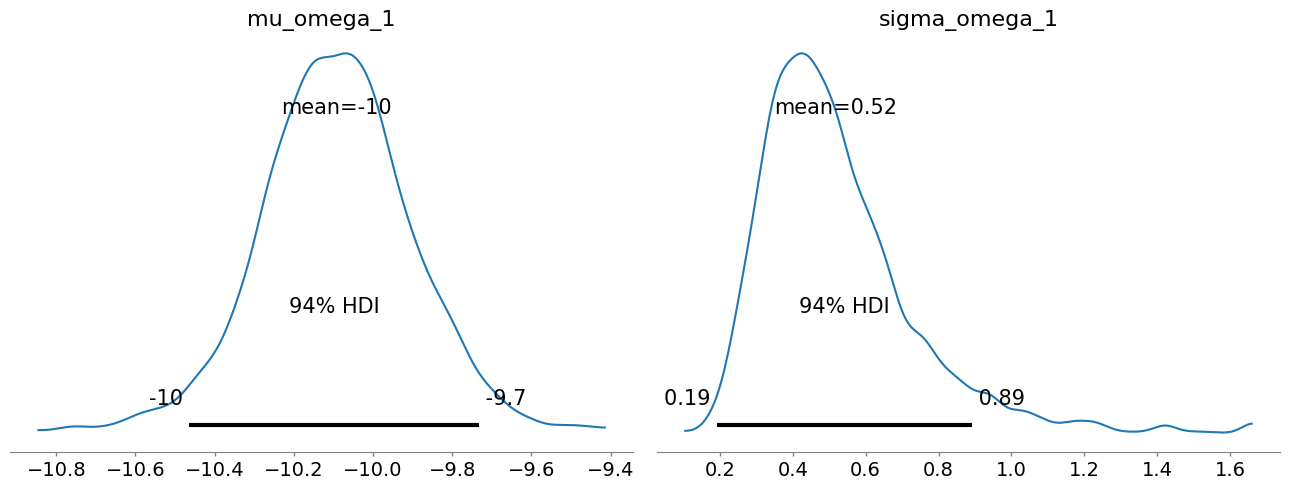 mu_omega_1
mean=-10
94% HDI
-10
-9.7
−10.8 −10.6 −10.4 −10.2 −10.0 −9.8 −9.6 −9.4
sigma_omega_1
mean=0.52
94% HDI
0.19
0.89
0.2 0.4 0.6 0.8 1.0 1.2 1.4 1.6